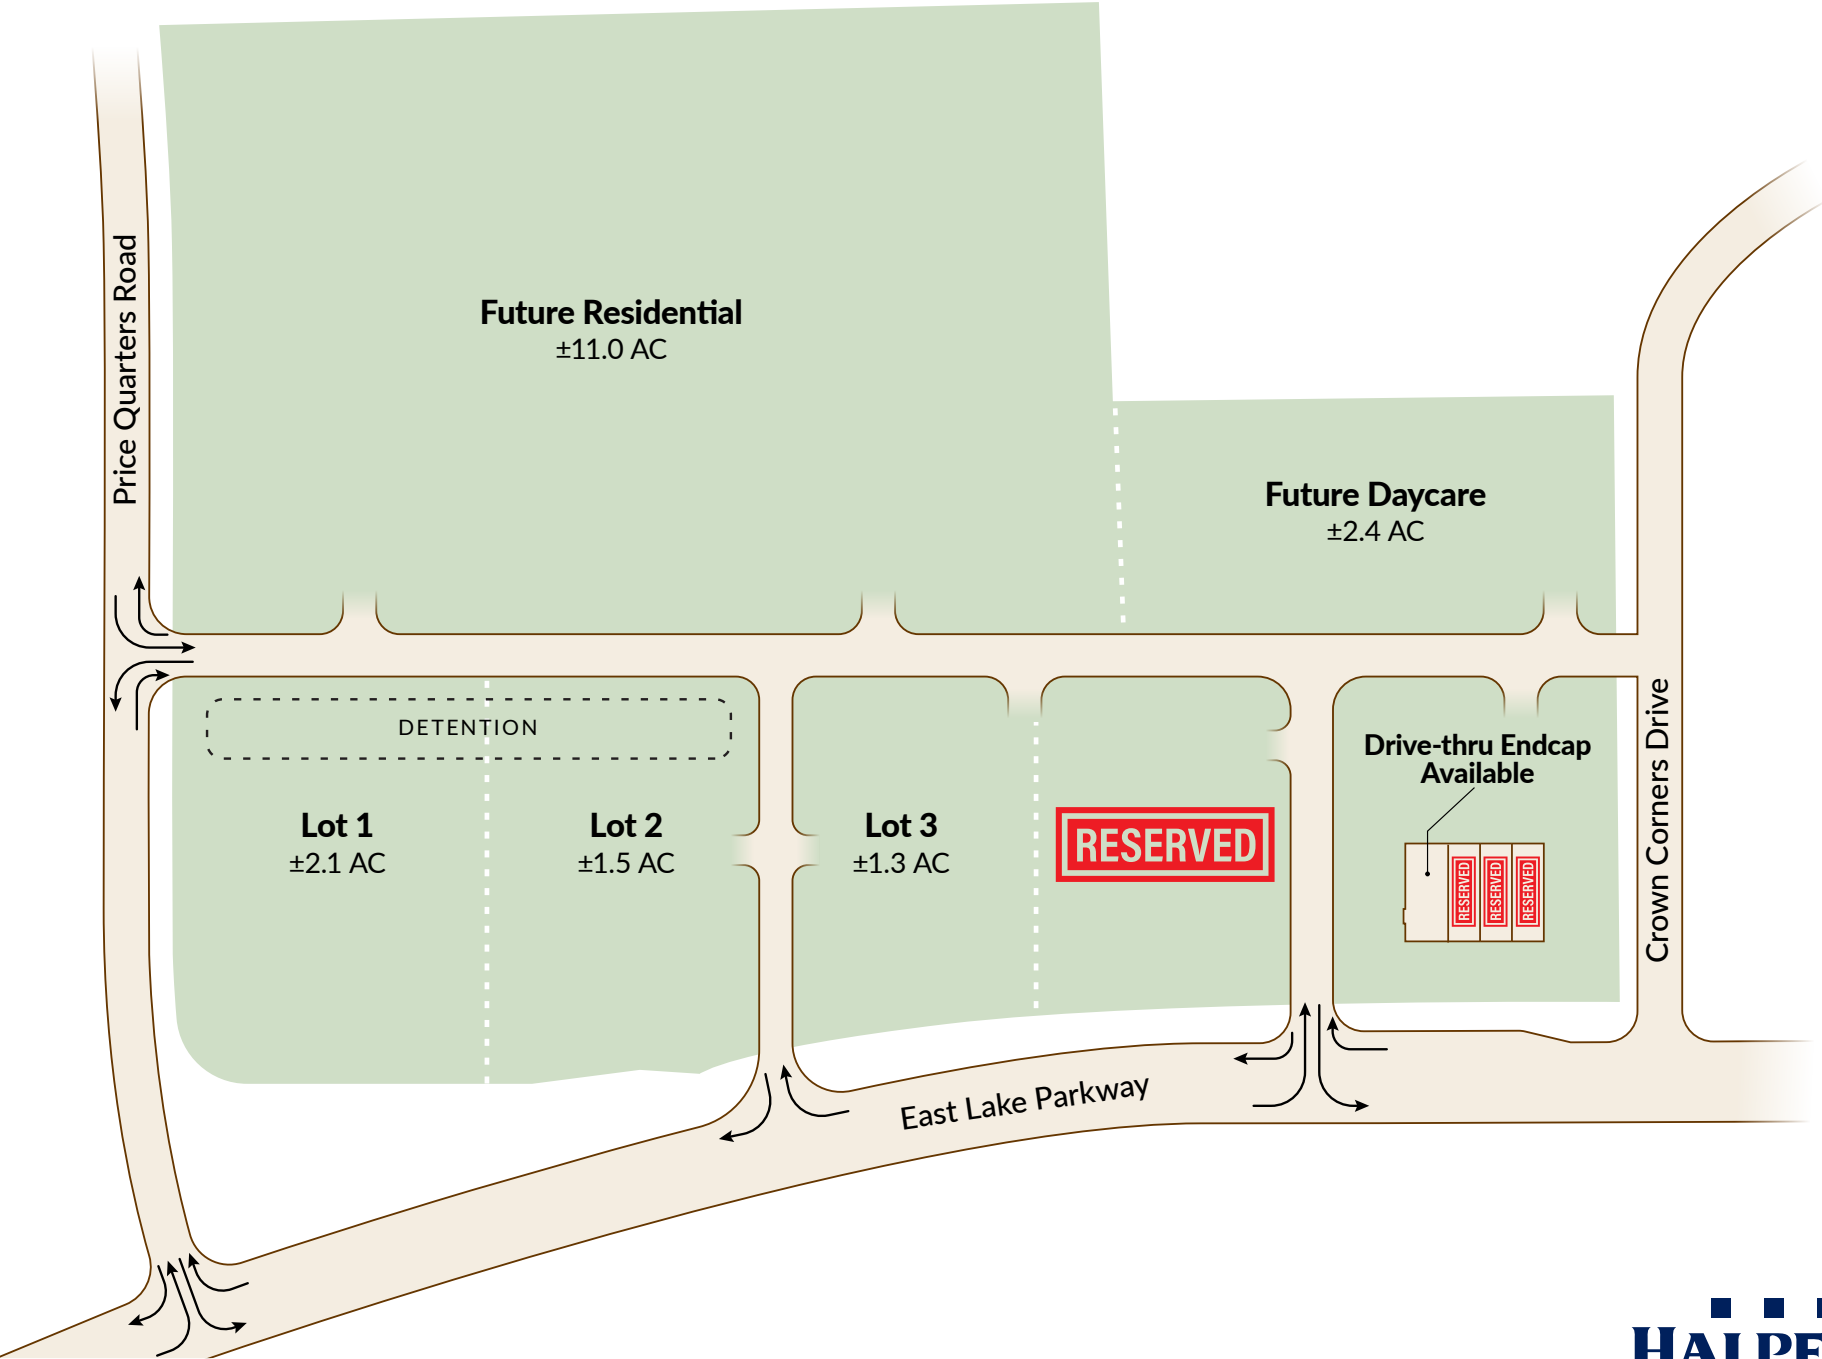 Future Residential
±11.0 AC
Price Quarters Road
Future Daycare
±2.4 AC
DETENTION
Lot 1
±2.1 AC
Lot 2
±1.5 AC
Lot 3
±1.3 AC
RESERVED
Drive-thru Endcap
Available
RESERVED
RESERVED
RESERVED
Crown Corners Drive
East Lake Parkway